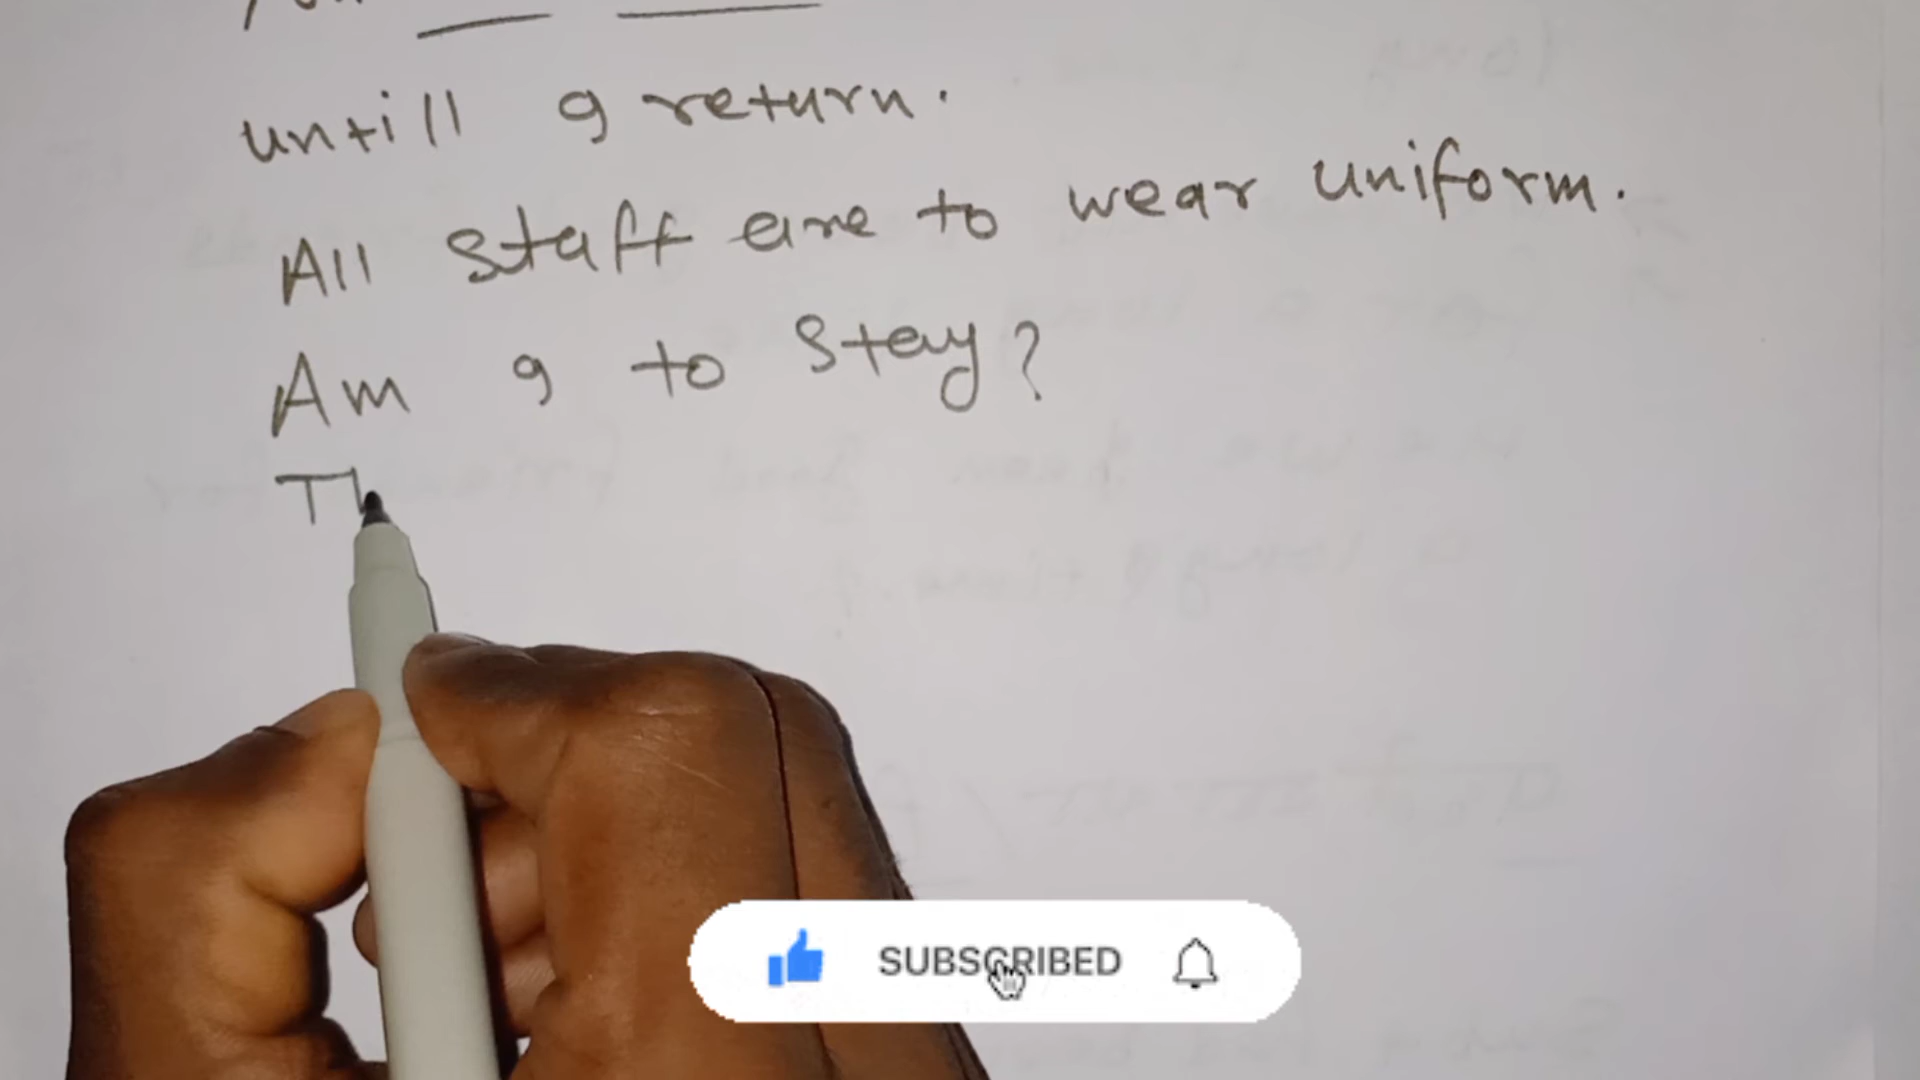 untill I return.
All staff are to wear uniform.
Am I to stay?
Th
SUBSCRIBED